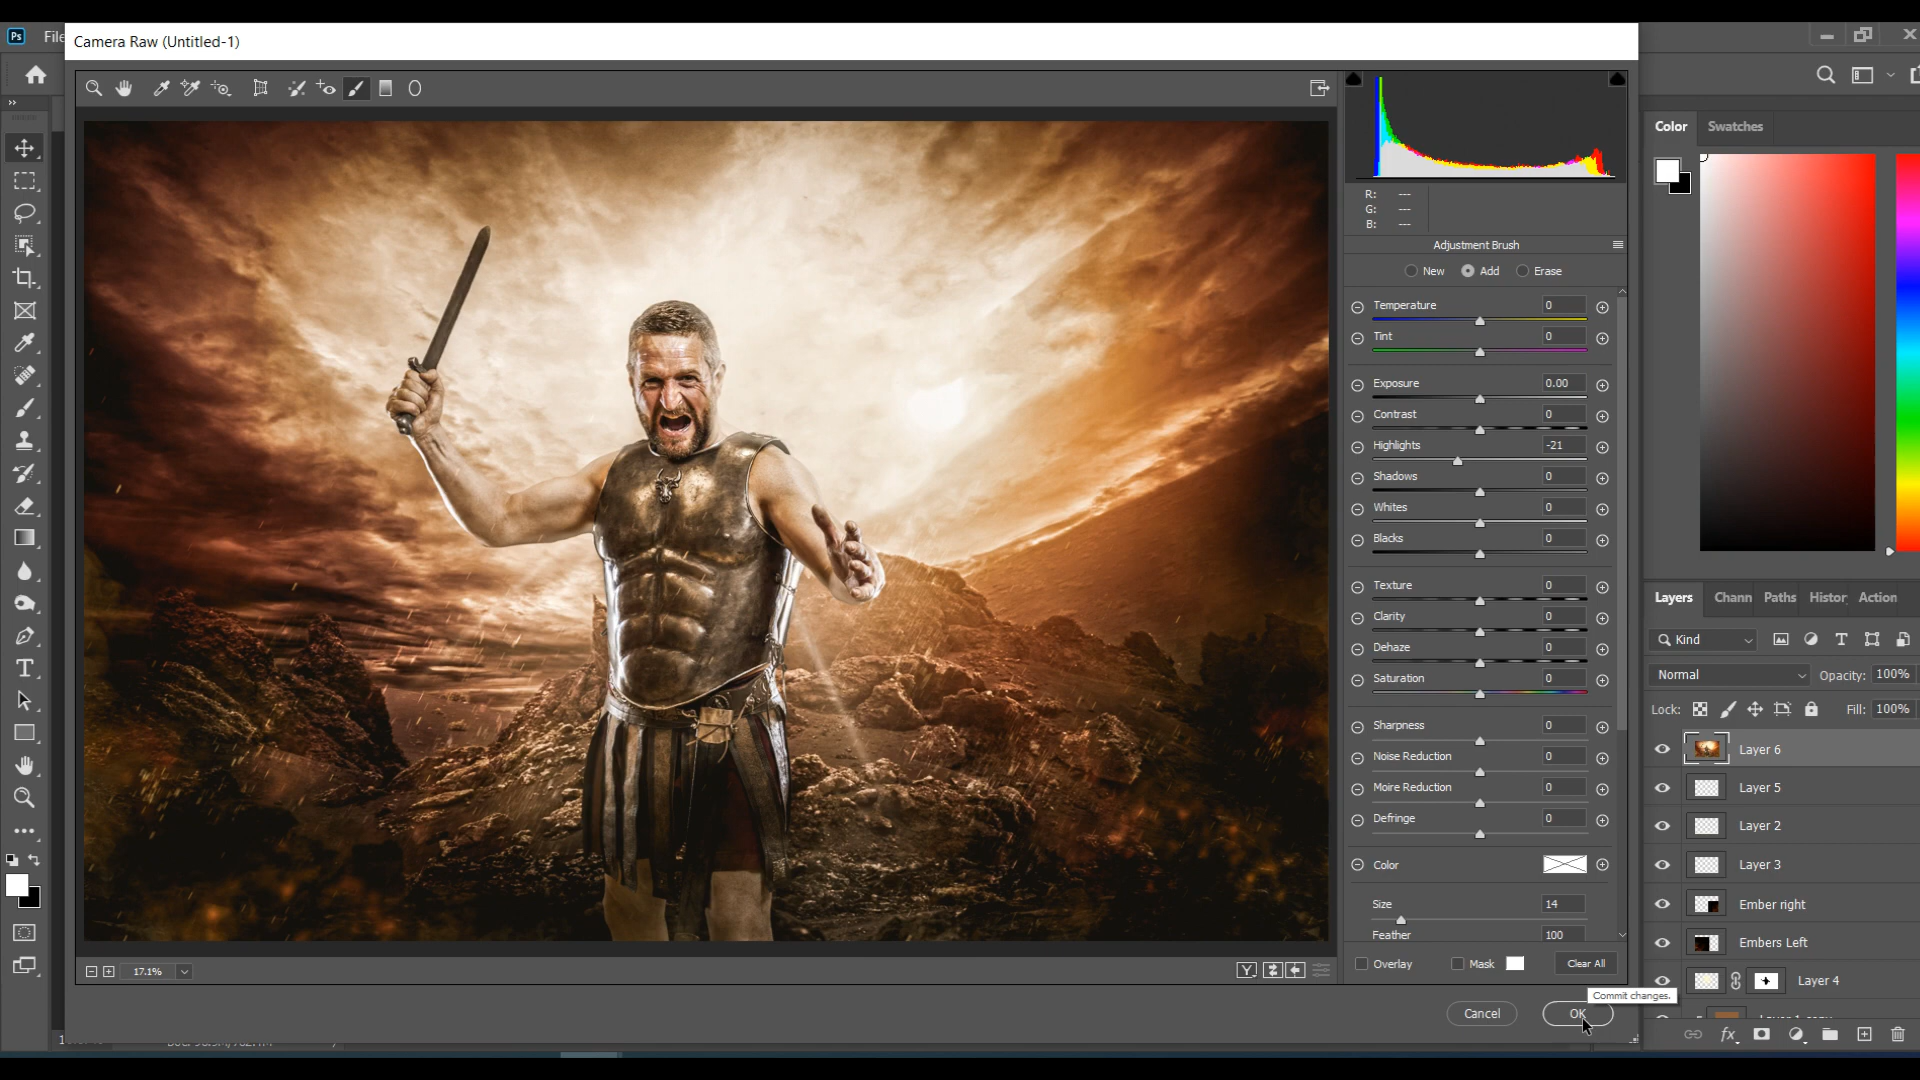 Ps File
Camera Raw (Untitled-1)
R: ---
G: ---
B: ---
Adjustment Brush
New Add Erase
Temperature 0
Tint 0
Exposure 0.00
Contrast 0
Highlights -21
Shadows 0
Whites 0
Blacks 0
Texture 0
Clarity 0
Dehaze 0
Saturation 0
Sharpness 0
Noise Reduction 0
Moire Reduction 0
Defringe 0
Color
Size 14
Feather 100
Overlay Mask Clear All
17.1%
Commit changes.
Cancel OK
Color Swatches
Layers Chann Paths Histor Action
Kind
Normal Opacity: 100%
Lock: Fill: 100%
Layer 6
Layer 5
Layer 2
Layer 3
Ember right
Embers Left
Layer 4